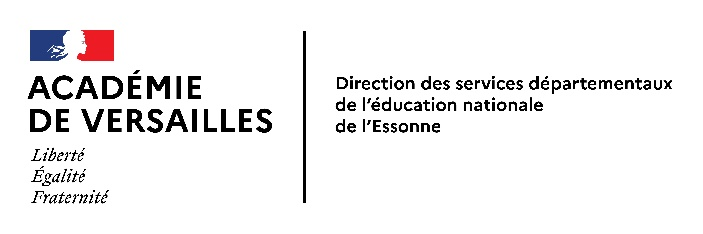 ACADÉMIE
DE VERSAILLES
Liberté
Égalité
Fraternité
Direction des services départementaux
de l'éducation nationale
de l'Essonne